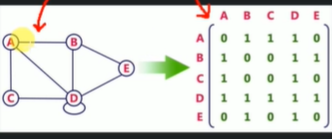 A B C D E
A 0 1 1 1 0
B 1 0 0 1 1
C 1 0 0 1 0
D 1 1 1 1 1
E 0 1 0 1 0
A B
E
C D